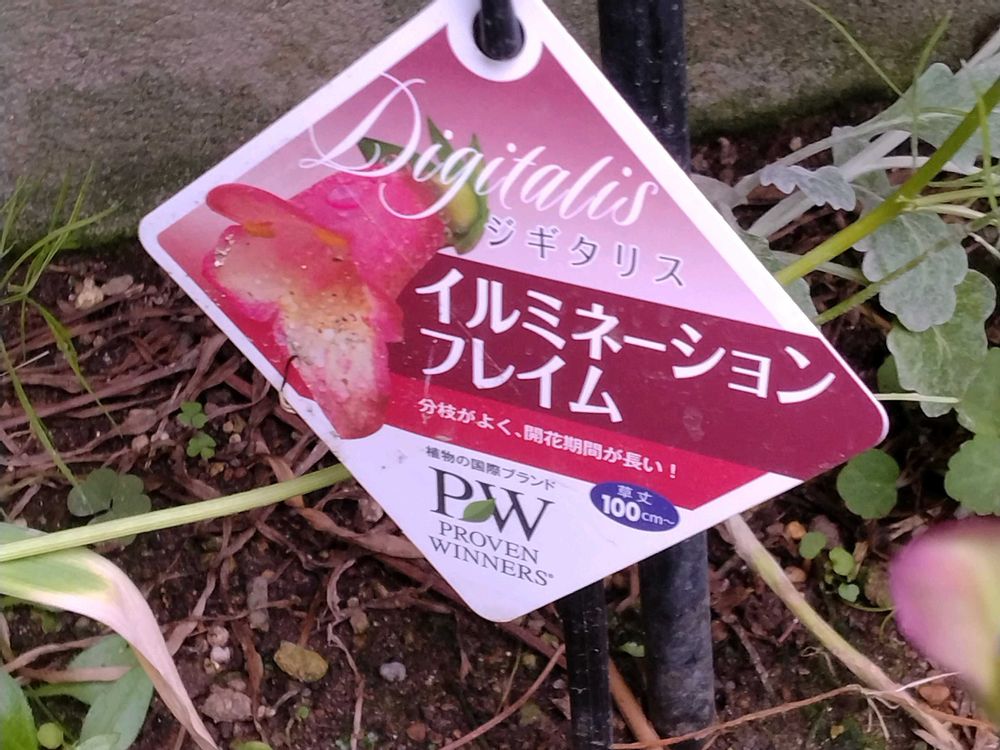 Digitalis
ジギタリス
イルミネーション
フレイム
分枝がよく、開花期間が長い！
植物の国際ブランド
PW
PROVEN
WINNERS®
草丈
100cm~